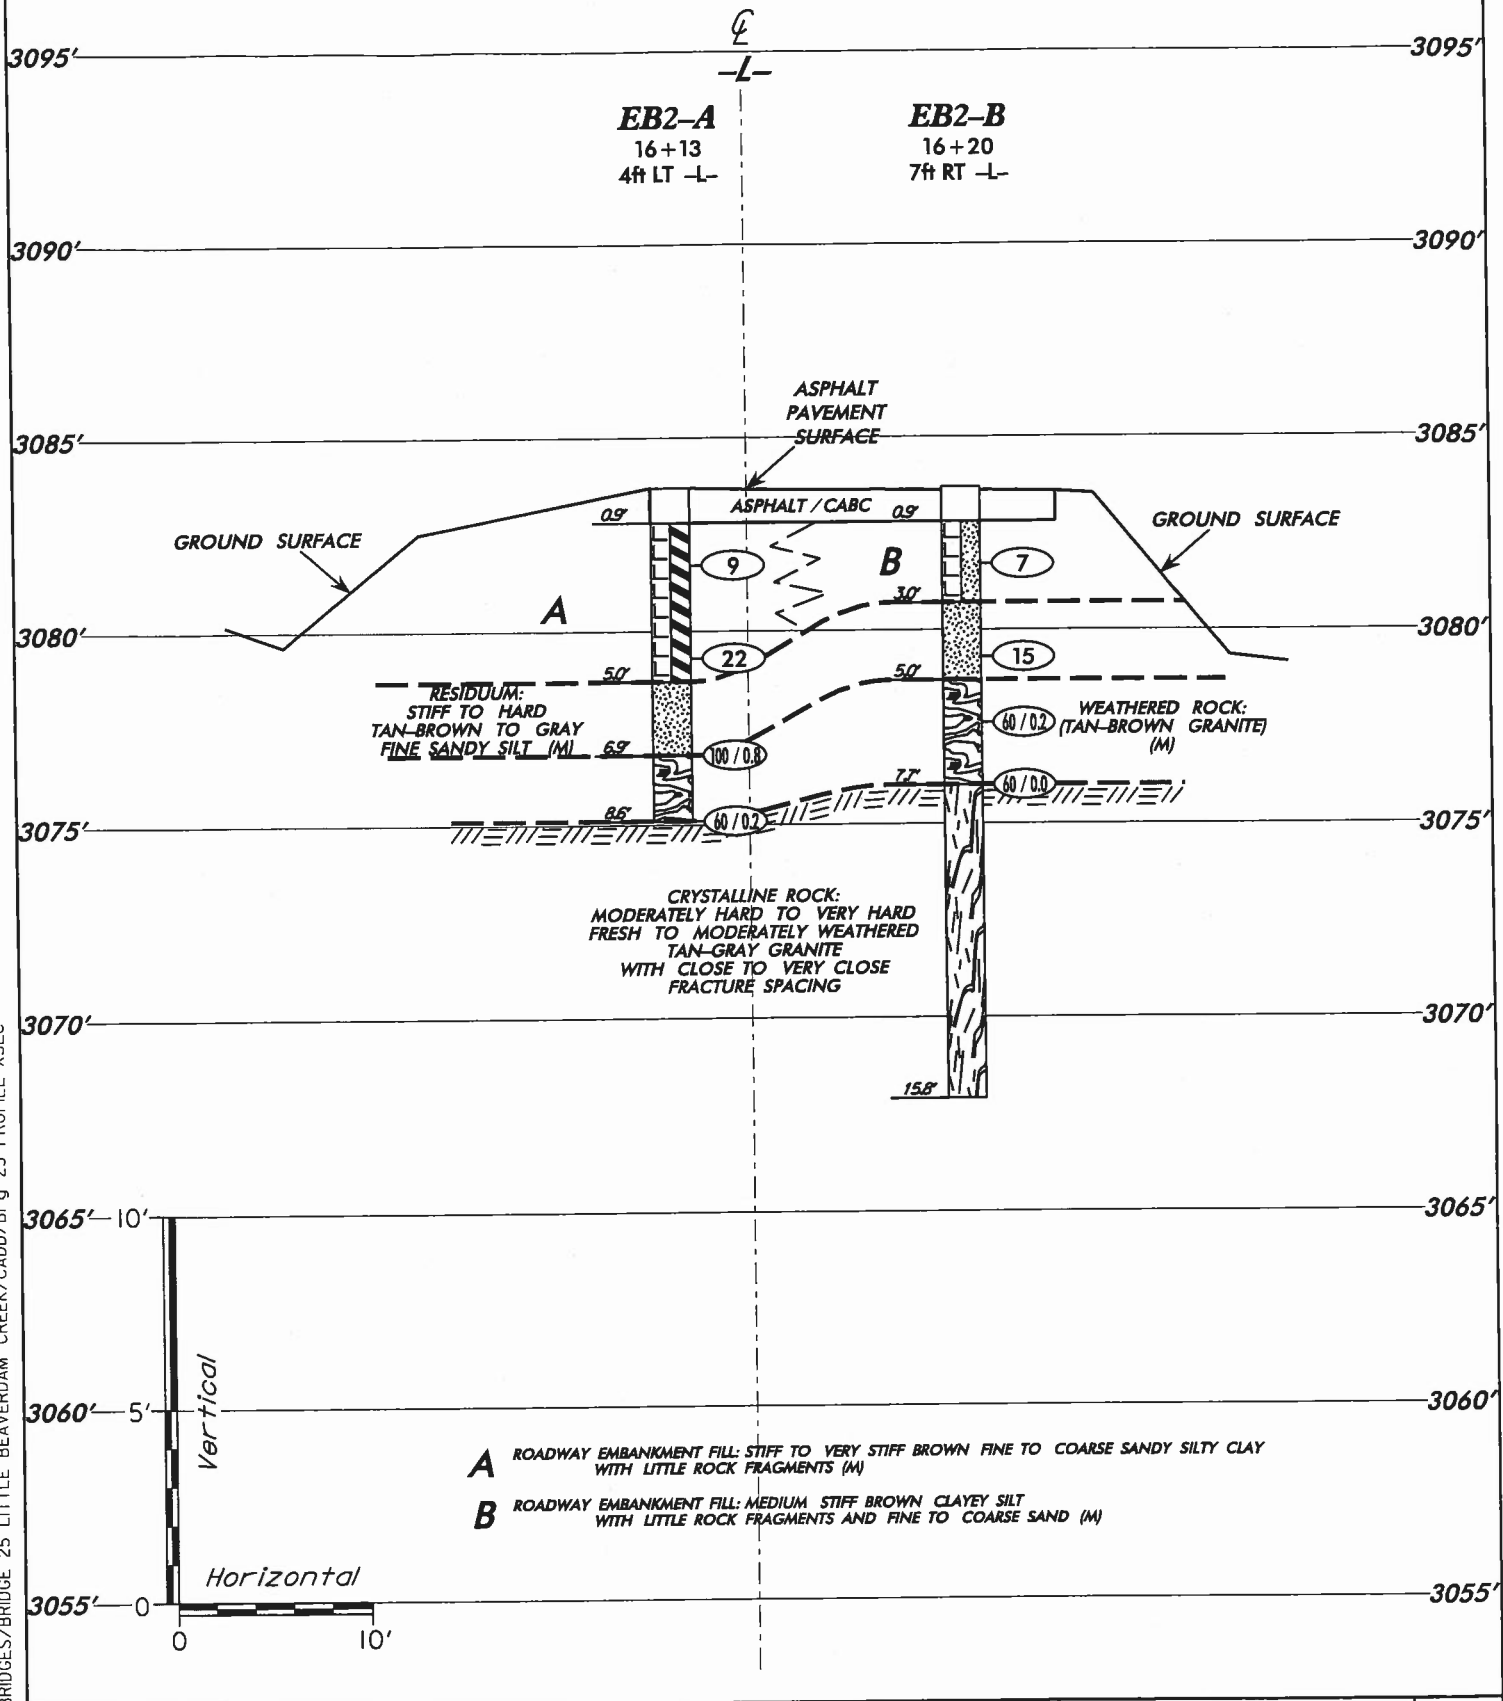 ℄
-L-
3095' 3095'
EB2-A
16+13
4ft LT -L-
EB2-B
16+20
7ft RT -L-
3090' 3090'
ASPHALT
PAVEMENT
SURFACE
3085' 3085'
ASPHALT / CABC
0.9' 0.9'
GROUND SURFACE
GROUND SURFACE
9
B
7
3.0'
A
3080' 3080'
22
15
5.0' 5.0'
RESIDUUM:
STIFF TO HARD
TAN-BROWN TO GRAY
FINE SANDY SILT (M)
WEATHERED ROCK:
(TAN-BROWN GRANITE)
(M)
60 / 0.2
6.9'
100 / 0.8
7.7'
60 / 0.0
8.6'
60 / 0.2
3075' 3075'
CRYSTALLINE ROCK:
MODERATELY HARD TO VERY HARD
FRESH TO MODERATELY WEATHERED
TAN-GRAY GRANITE
WITH CLOSE TO VERY CLOSE
FRACTURE SPACING
3070' 3070'
15.8'
3065' 10' 3065'
Vertical
3060' 5' 3060'
A ROADWAY EMBANKMENT FILL: STIFF TO VERY STIFF BROWN FINE TO COARSE SANDY SILTY CLAY
WITH LITTLE ROCK FRAGMENTS (M)
B ROADWAY EMBANKMENT FILL: MEDIUM STIFF BROWN CLAYEY SILT
WITH LITTLE ROCK FRAGMENTS AND FINE TO COARSE SAND (M)
Horizontal
3055' 0 3055'
0 10'
BRIDGES/BRIDGE 25 LITTLE BEAVERDAM CREEK/CADD/